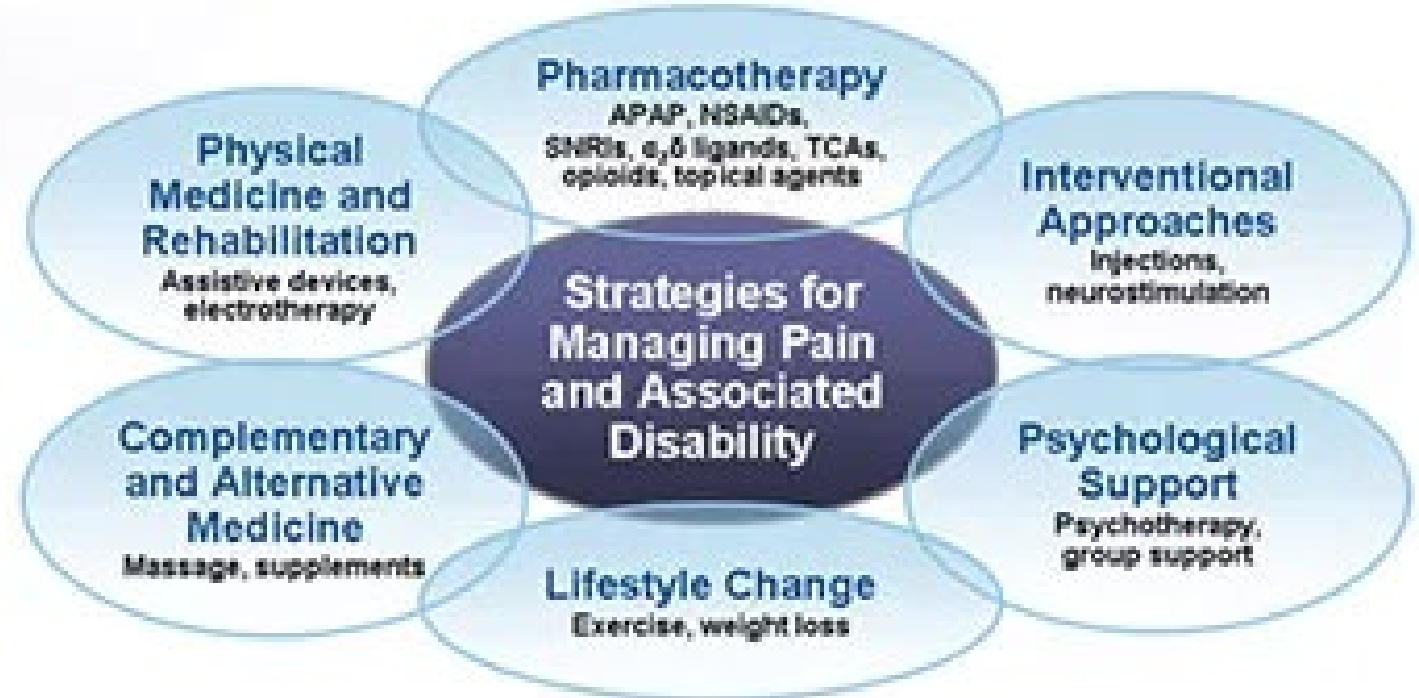 Pharmacotherapy
APAP, NSAIDs,
SNRIs, α₂δ ligands, TCAs,
opioids, topical agents
Physical
Medicine and
Rehabilitation
Assistive devices,
electrotherapy
Interventional
Approaches
Injections,
neurostimulation
Strategies for
Managing Pain
and Associated
Disability
Complementary
and Alternative
Medicine
Massage, supplements
Psychological
Support
Psychotherapy,
group support
Lifestyle Change
Exercise, weight loss